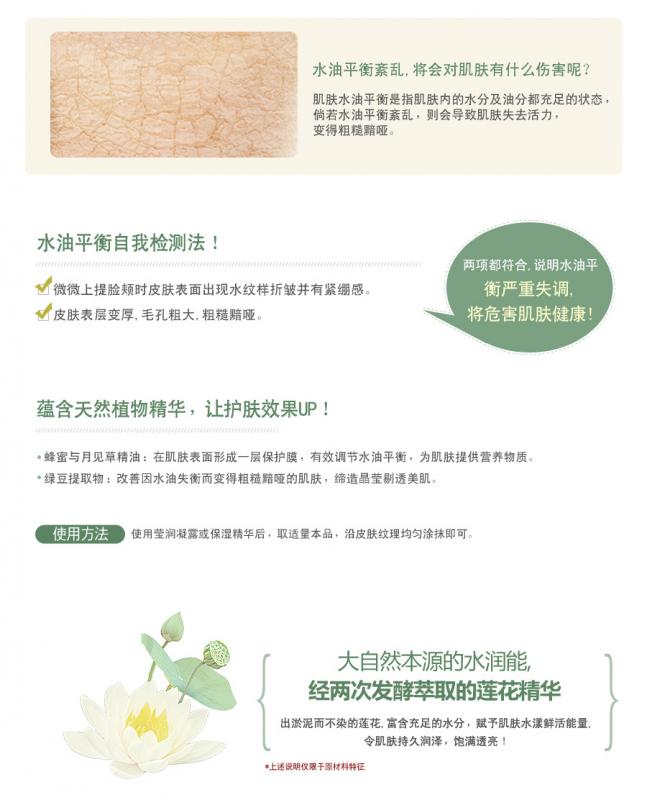 水油平衡紊乱,将会对肌肤有什么伤害呢？
肌肤水油平衡是指肌肤内的水分及油分都充足的状态，
倘若水油平衡紊乱，则会导致肌肤失去活力，
变得粗糙黯哑。
水油平衡自我检测法！
微微上提脸颊时皮肤表面出现水纹样折皱并有紧绷感。
皮肤表层变厚,毛孔粗大,粗糙黯哑。
两项都符合,说明水油平
衡严重失调,
将危害肌肤健康!
蕴含天然植物精华，让护肤效果UP！
•蜂蜜与月见草精油：在肌肤表面形成一层保护膜，有效调节水油平衡，为肌肤提供营养物质。
•绿豆提取物：改善因水油失衡而变得粗糙黯哑的肌肤，缔造晶莹剔透美肌。
使用方法 使用莹润凝露或保湿精华后，取适量本品，沿皮肤纹理均匀涂抹即可。
大自然本源的水润能,
经两次发酵萃取的莲花精华
出淤泥而不染的莲花,富含充足的水分，赋予肌肤水漾鲜活能量,
令肌肤持久润泽，饱满透亮！
*上述说明仅限于原材料特征